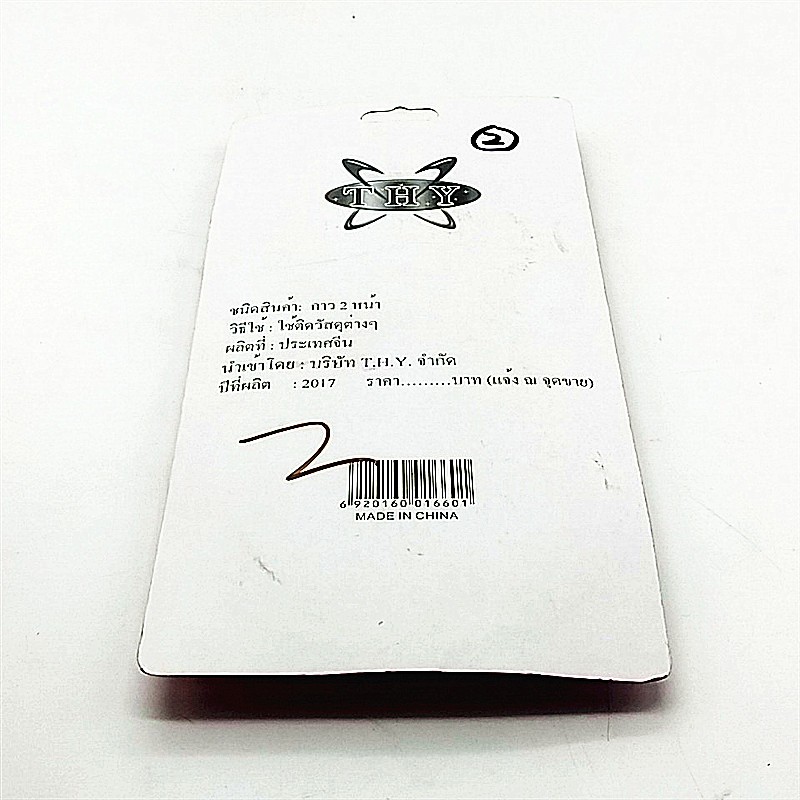 2
T.H.Y.
ชนิดสินค้า: กาว 2 หน้า
วิธีใช้ : ใช้ติดวัสดุต่างๆ
ผลิตที่ : ประเทศจีน
นำเข้าโดย : บริษัท T.H.Y. จำกัด
ปีที่ผลิต : 2017 ราคา.........บาท (แจ้ง ณ จุดขาย)
2
6 920160 016601
MADE IN CHINA